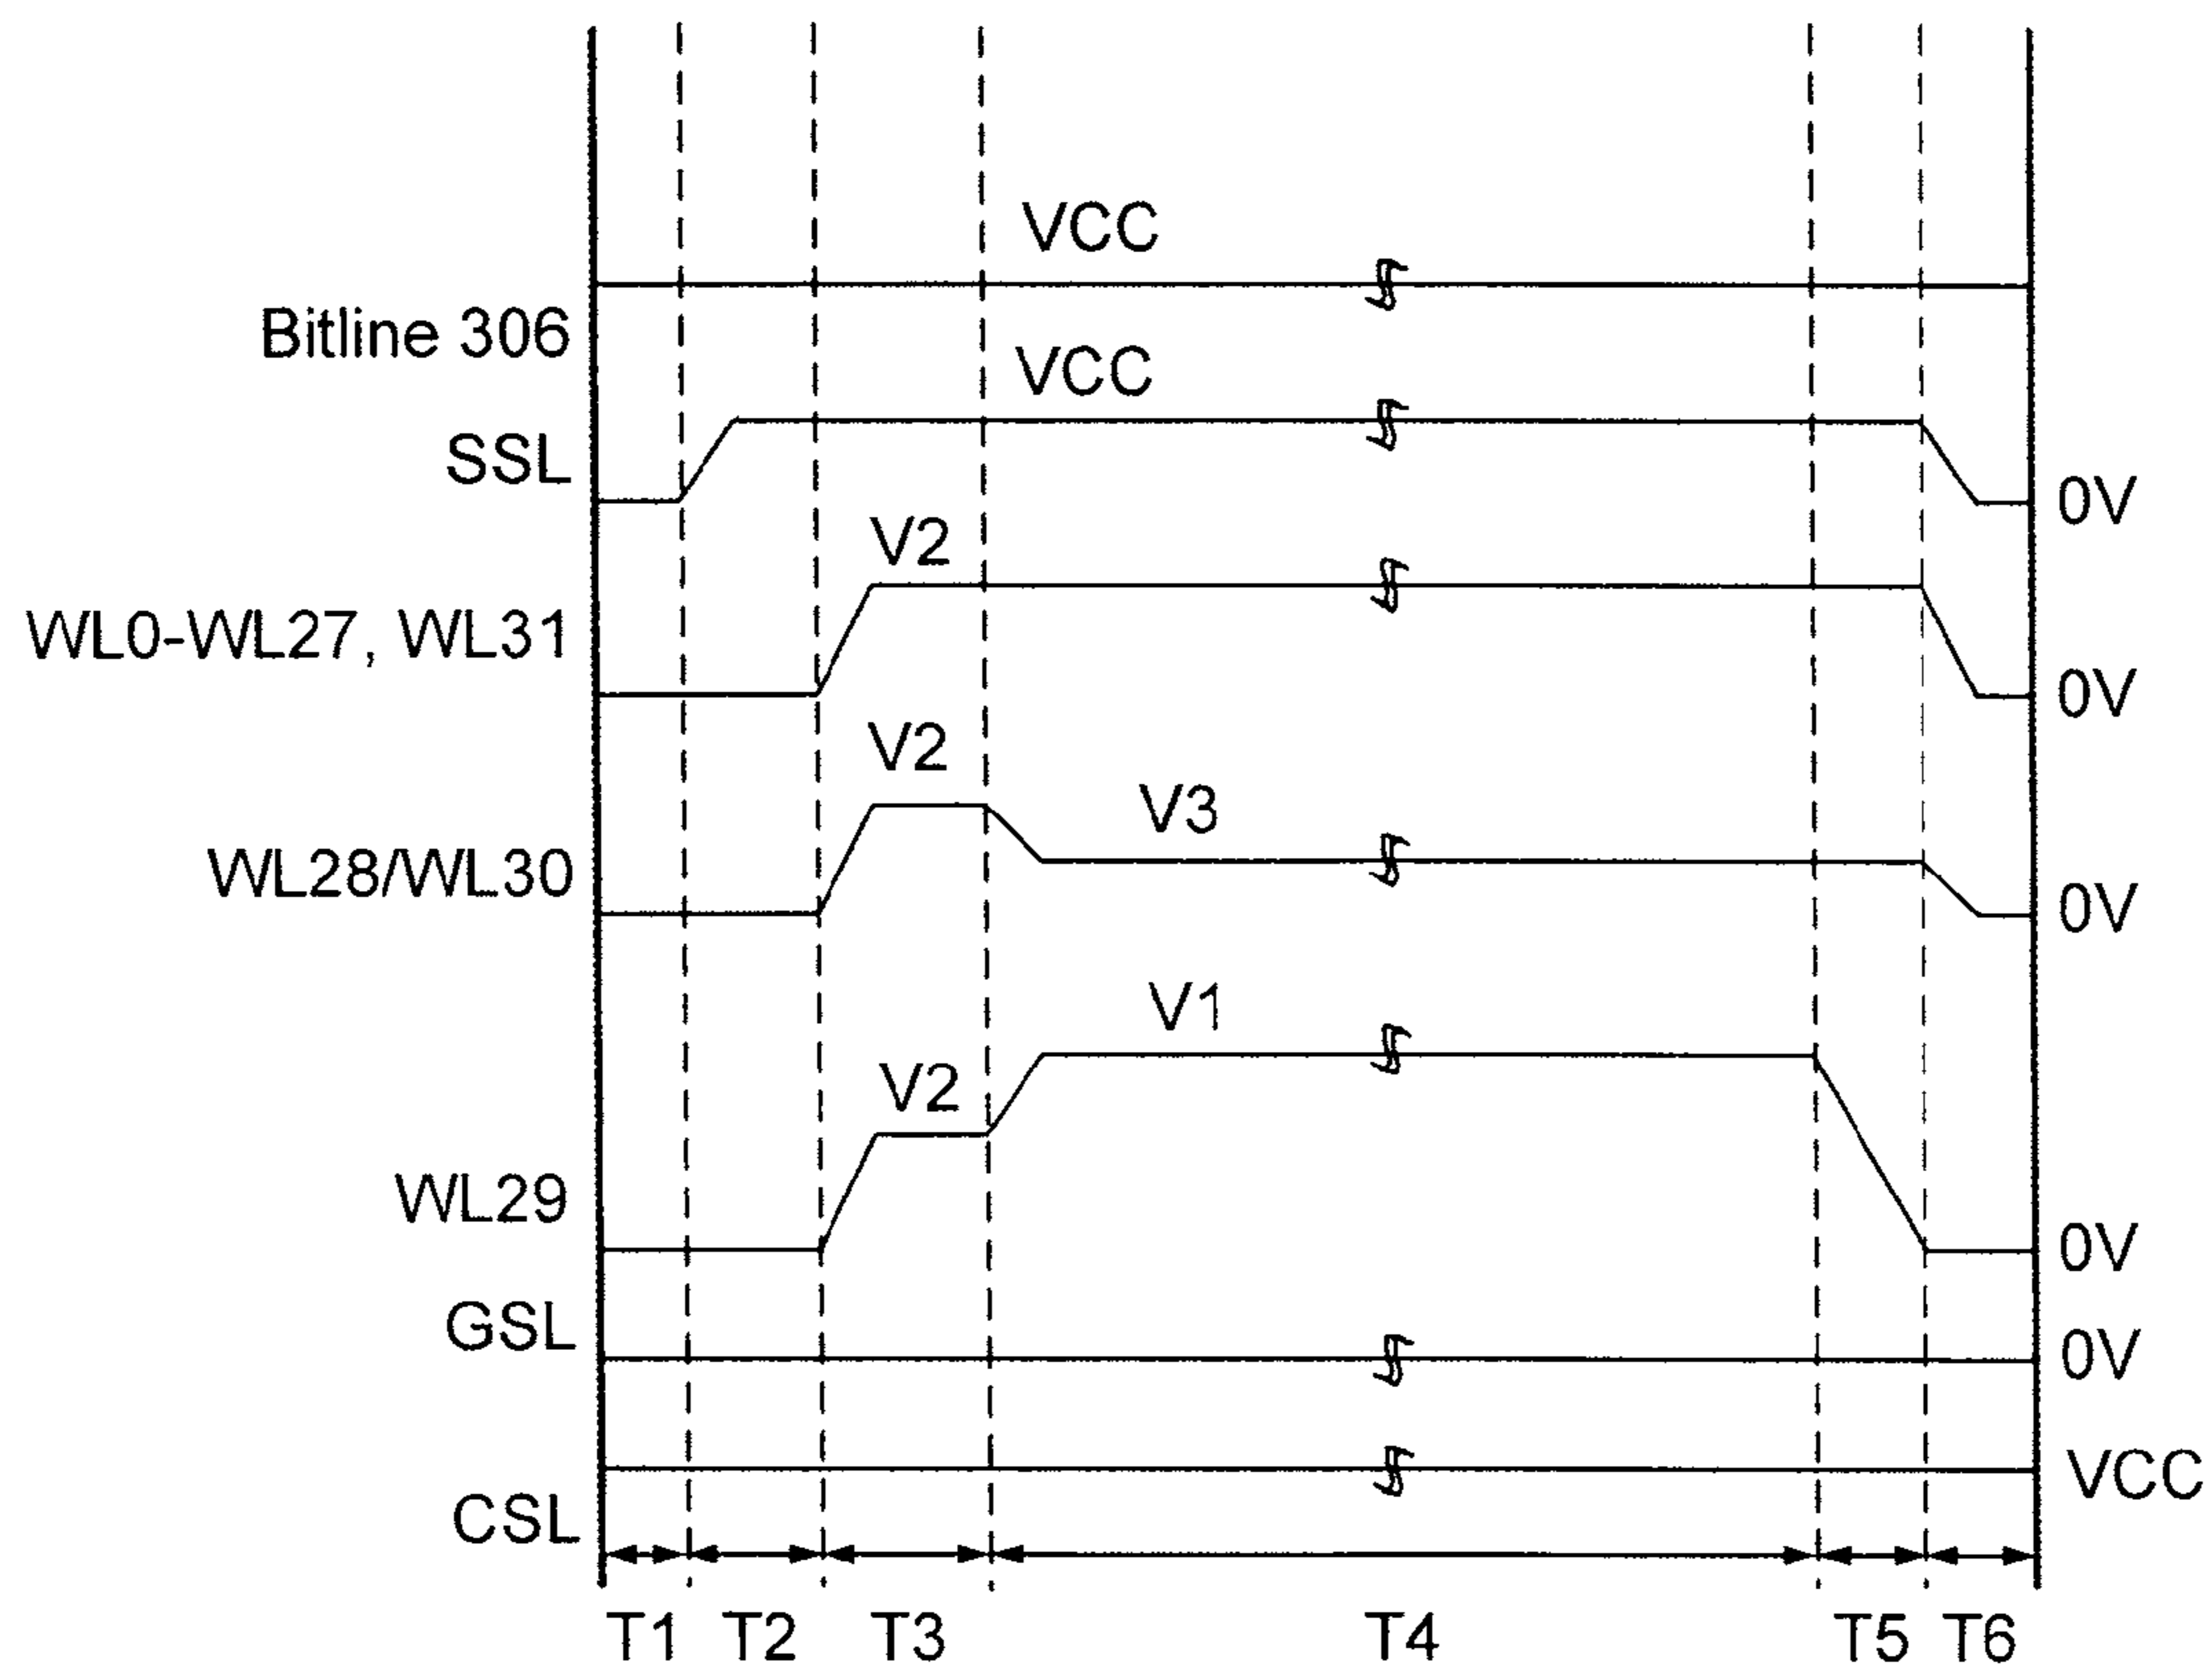 VCC
Bitline 306
VCC
SSL
0V
V2
WL0-WL27, WL31
0V
V2
V3
WL28/WL30
0V
V1
V2
WL29
0V
GSL
0V
VCC
CSL
T1 T2 T3 T4 T5 T6